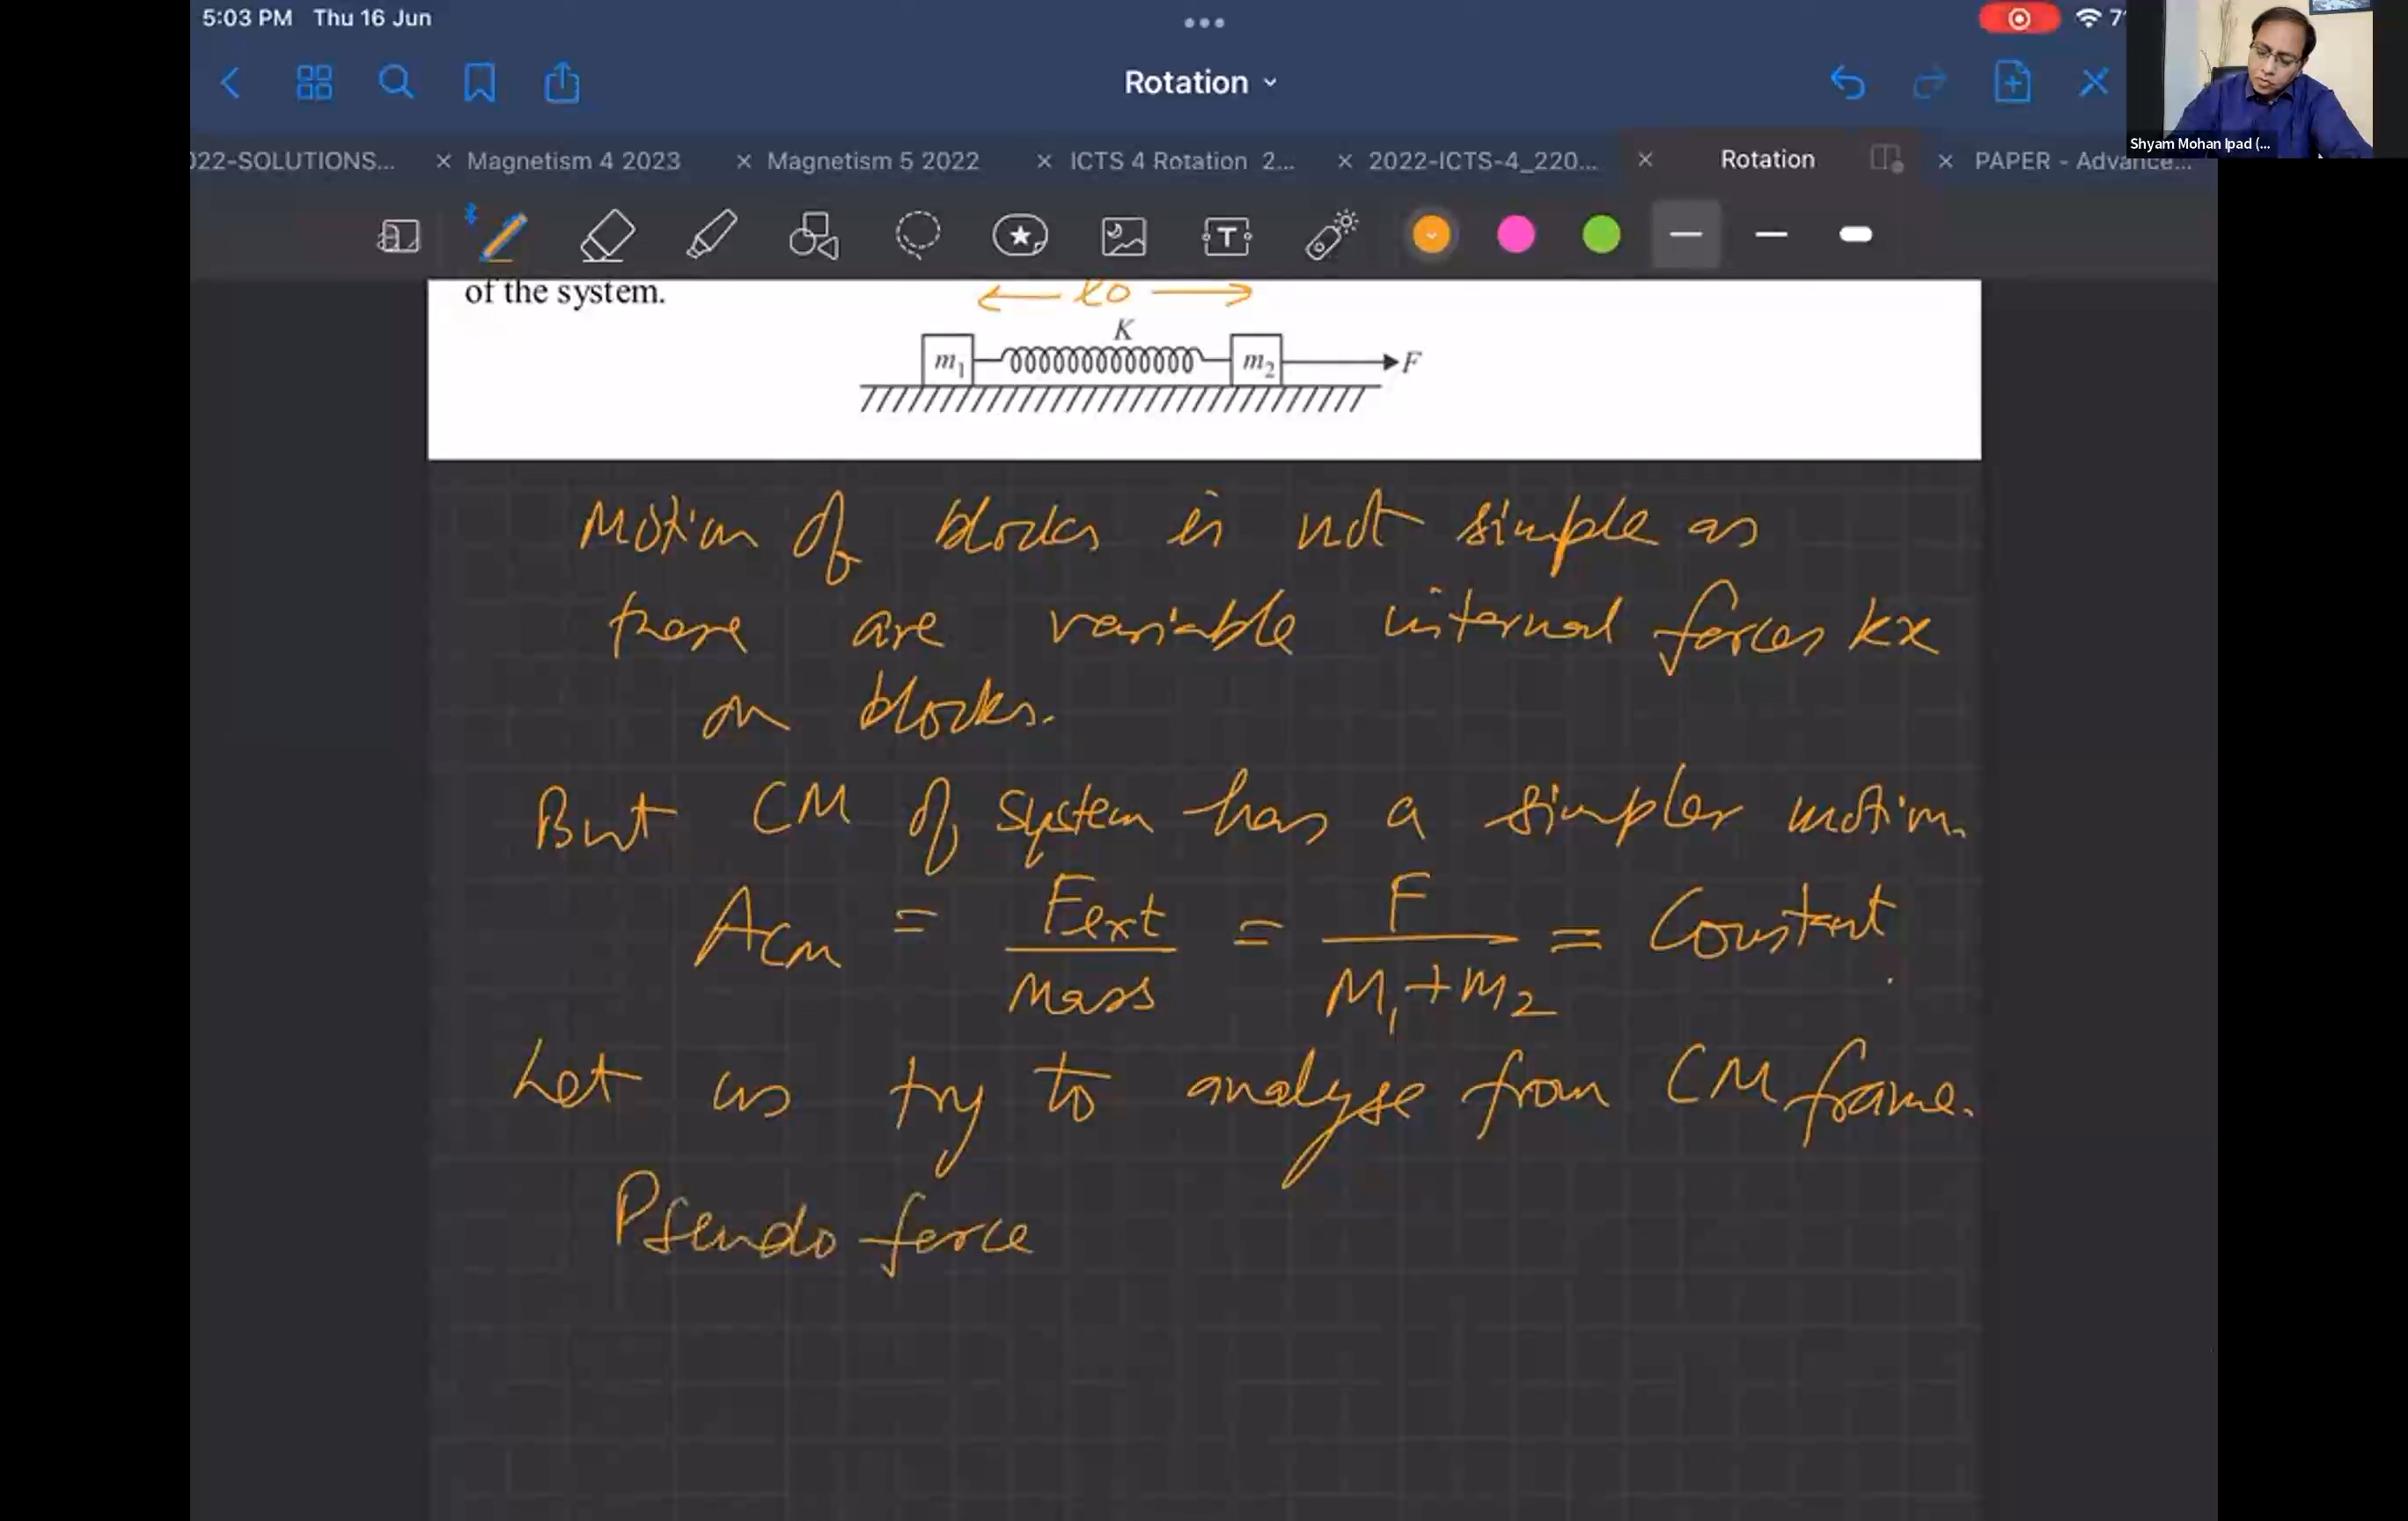 5:03 PM Thu 16 Jun
Rotation
Shyam Mohan Ipad (...
022-SOLUTIONS... × Magnetism 4 2023 × Magnetism 5 2022 × ICTS 4 Rotation 2... × 2022-ICTS-4_220... × Rotation × PAPER - Advance...
T
of the system.
← l0 →
K
m1 m2 F
Motion of blocks is not simple as
there are variable internal forces kx
on blocks.
But CM of system has a simpler motion.
ACM = Fext/Mass = F/M1+M2 = Constant.
Let us try to analyse from CM frame.
Pseudo force